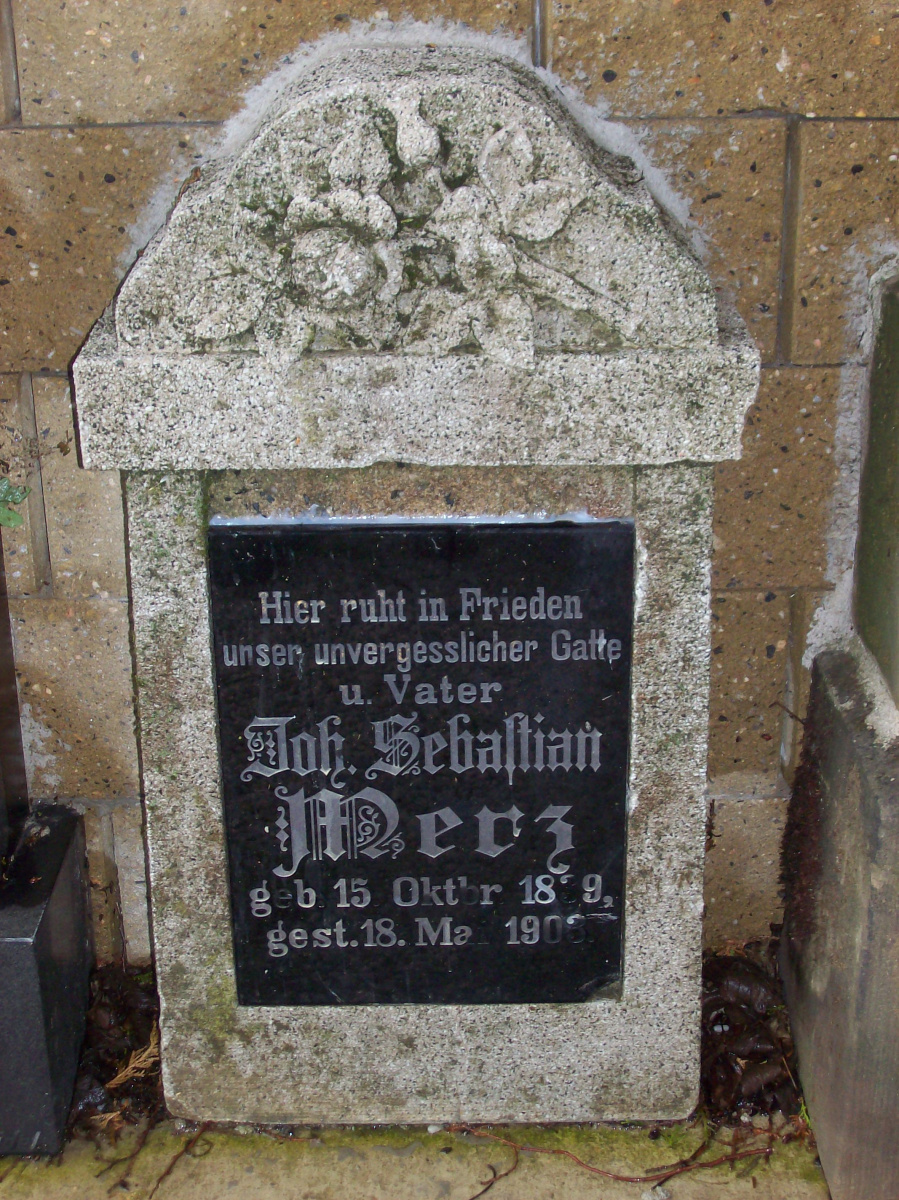 Hier ruht in Frieden
unser unvergesslicher Gatte
u. Vater
Joh. Sebastian
Merz
geb. 15. Oktbr
gest. 18. Mai